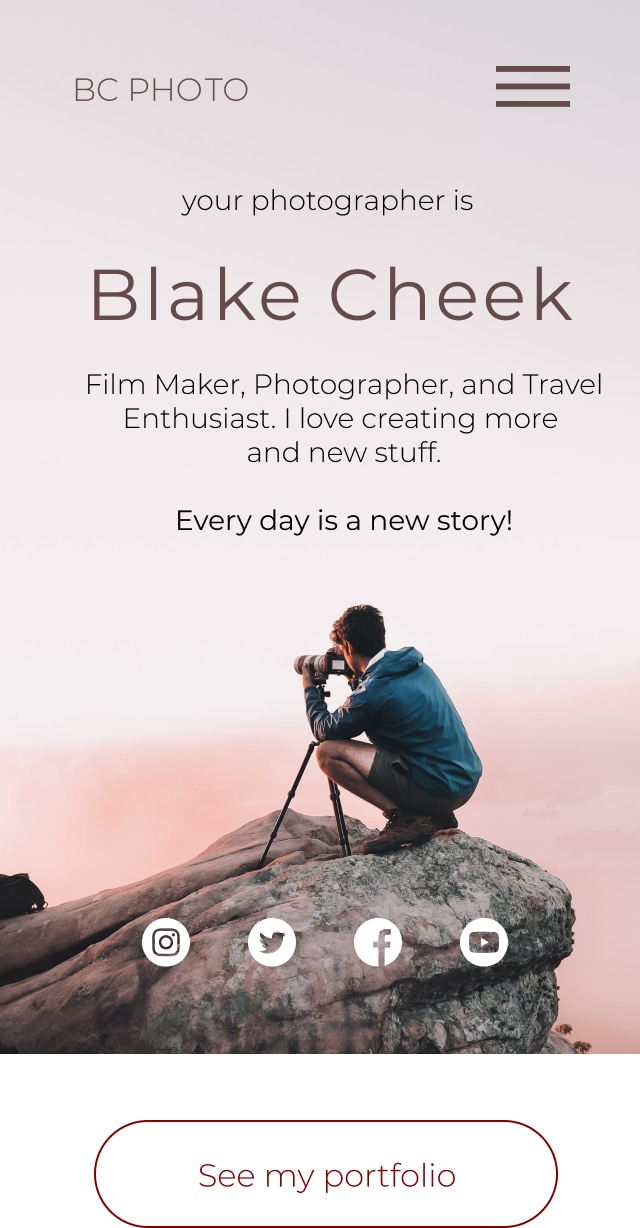 BC PHOTO
your photographer is
Blake Cheek
Film Maker, Photographer, and Travel
Enthusiast. I love creating more
and new stuff.
Every day is a new story!
See my portfolio